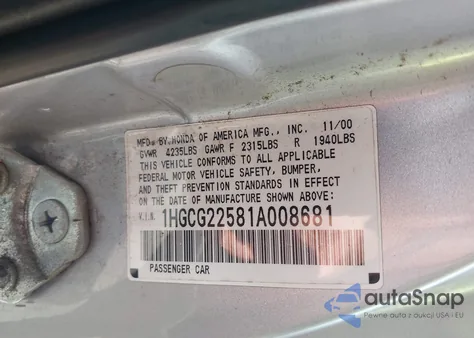 MFD. BY HONDA OF AMERICA MFG., INC. 11/00
GVWR 4235LBS GAWR F 2315LBS R 1940LBS
THIS VEHICLE CONFORMS TO ALL APPLICABLE
FEDERAL MOTOR VEHICLE SAFETY, BUMPER,
AND THEFT PREVENTION STANDARDS IN EFFECT
ON THE DATE OF MANUFACTURE SHOWN ABOVE:
V.I.N. 1HGCG22581A008681
PASSENGER CAR
autaSnap
Pewne auta z aukcji USA i EU